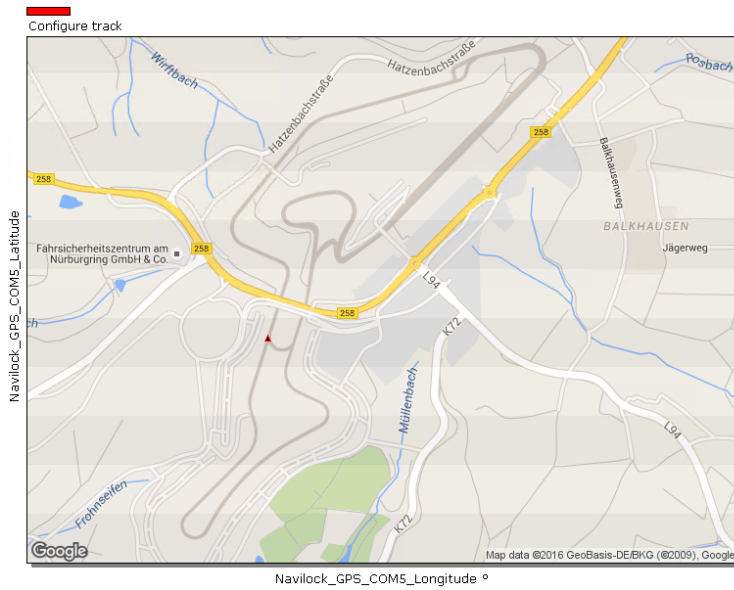 Configure track
Hatzenbachstraße
Wirftbach
Posbach
Hatzenbachstraße
258
Balkhausenweg
258
BALKHAUSEN
Fahrsicherheitszentrum am
Nürburgring GmbH & Co.
258
Jägerweg
L94
258
K72
Müllenbach
L94
Frohnseifen
K72
ch
Google
Map data ©2016 GeoBasis-DE/BKG (©2009), Google
Navilock_GPS_COM5_Latitude
Navilock_GPS_COM5_Longitude °